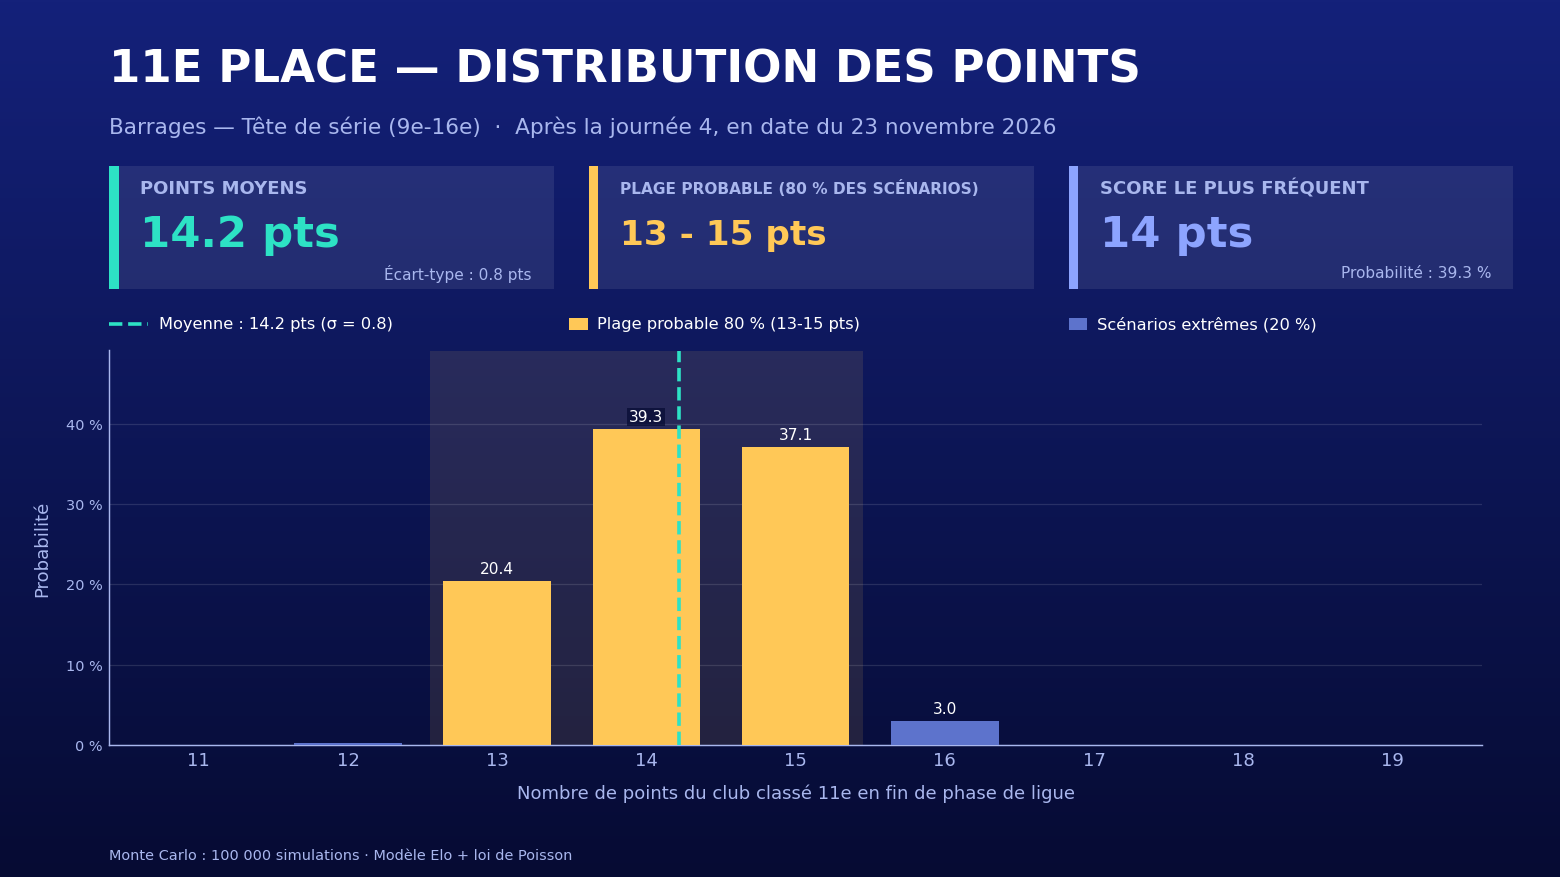 11E PLACE — DISTRIBUTION DES POINTS
Barrages — Tête de série (9e-16e) · Après la journée 4, en date du 23 novembre 2026
POINTS MOYENS
14.2 pts
Écart-type : 0.8 pts
PLAGE PROBABLE (80 % DES SCÉNARIOS)
13 - 15 pts
SCORE LE PLUS FRÉQUENT
14 pts
Probabilité : 39.3 %
Moyenne : 14.2 pts (σ = 0.8)
Plage probable 80 % (13-15 pts)
Scénarios extrêmes (20 %)
Probabilité
40 %
30 %
20 %
10 %
0 %
20.4
39.3
37.1
3.0
11 12 13 14 15 16 17 18 19
Nombre de points du club classé 11e en fin de phase de ligue
Monte Carlo : 100 000 simulations · Modèle Elo + loi de Poisson